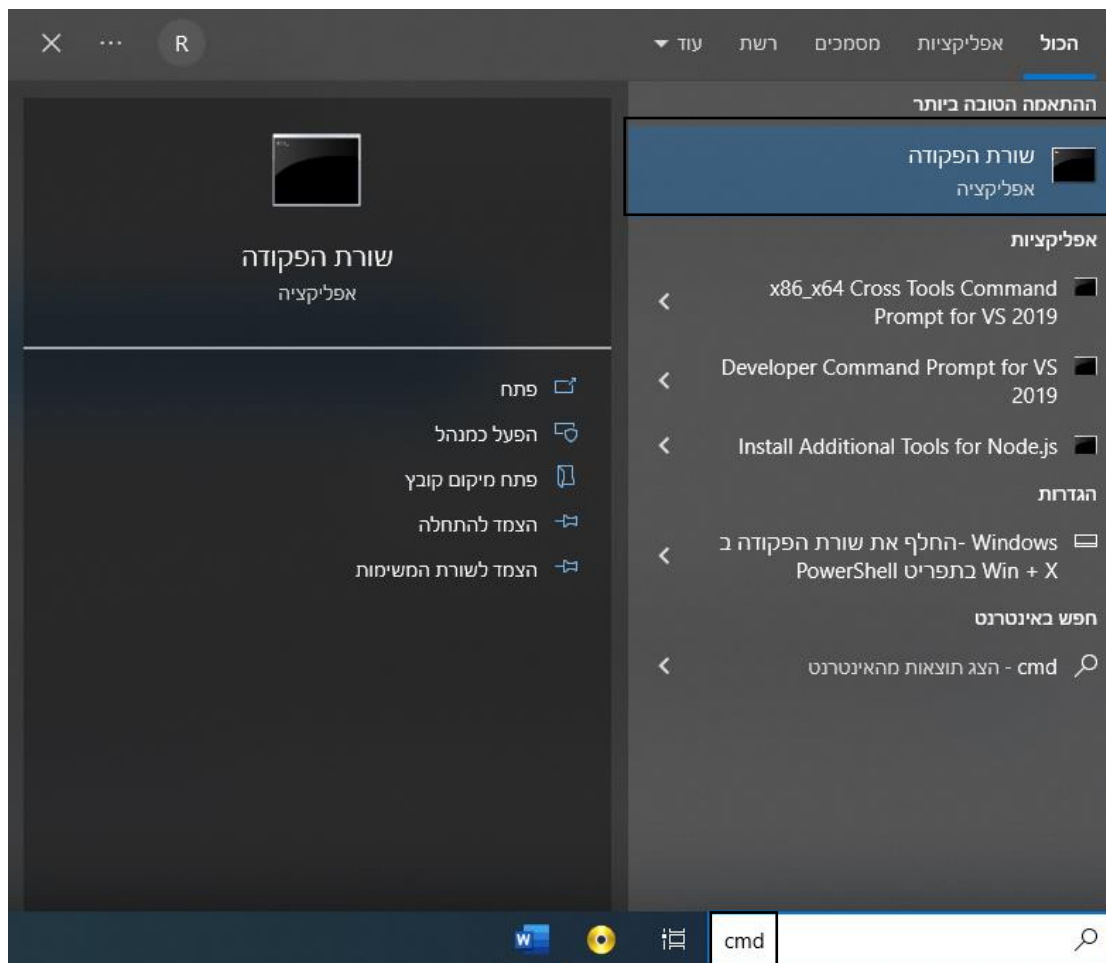 הכול אפליקציות מסמכים רשת עוד
R
ההתאמה הטובה ביותר
שורת הפקודה
אפליקציה
אפליקציות
x86_x64 Cross Tools Command
Prompt for VS 2019
Developer Command Prompt for VS
2019
Install Additional Tools for Node.js
הגדרות
Windows -החלף את שורת הפקודה ב
Win + X בתפריט PowerShell
חפש באינטרנט
cmd - הצג תוצאות מהאינטרנט
שורת הפקודה
אפליקציה
פתח
הפעל כמנהל
פתח מיקום קובץ
הצמד להתחלה
הצמד לשורת המשימות
cmd
W